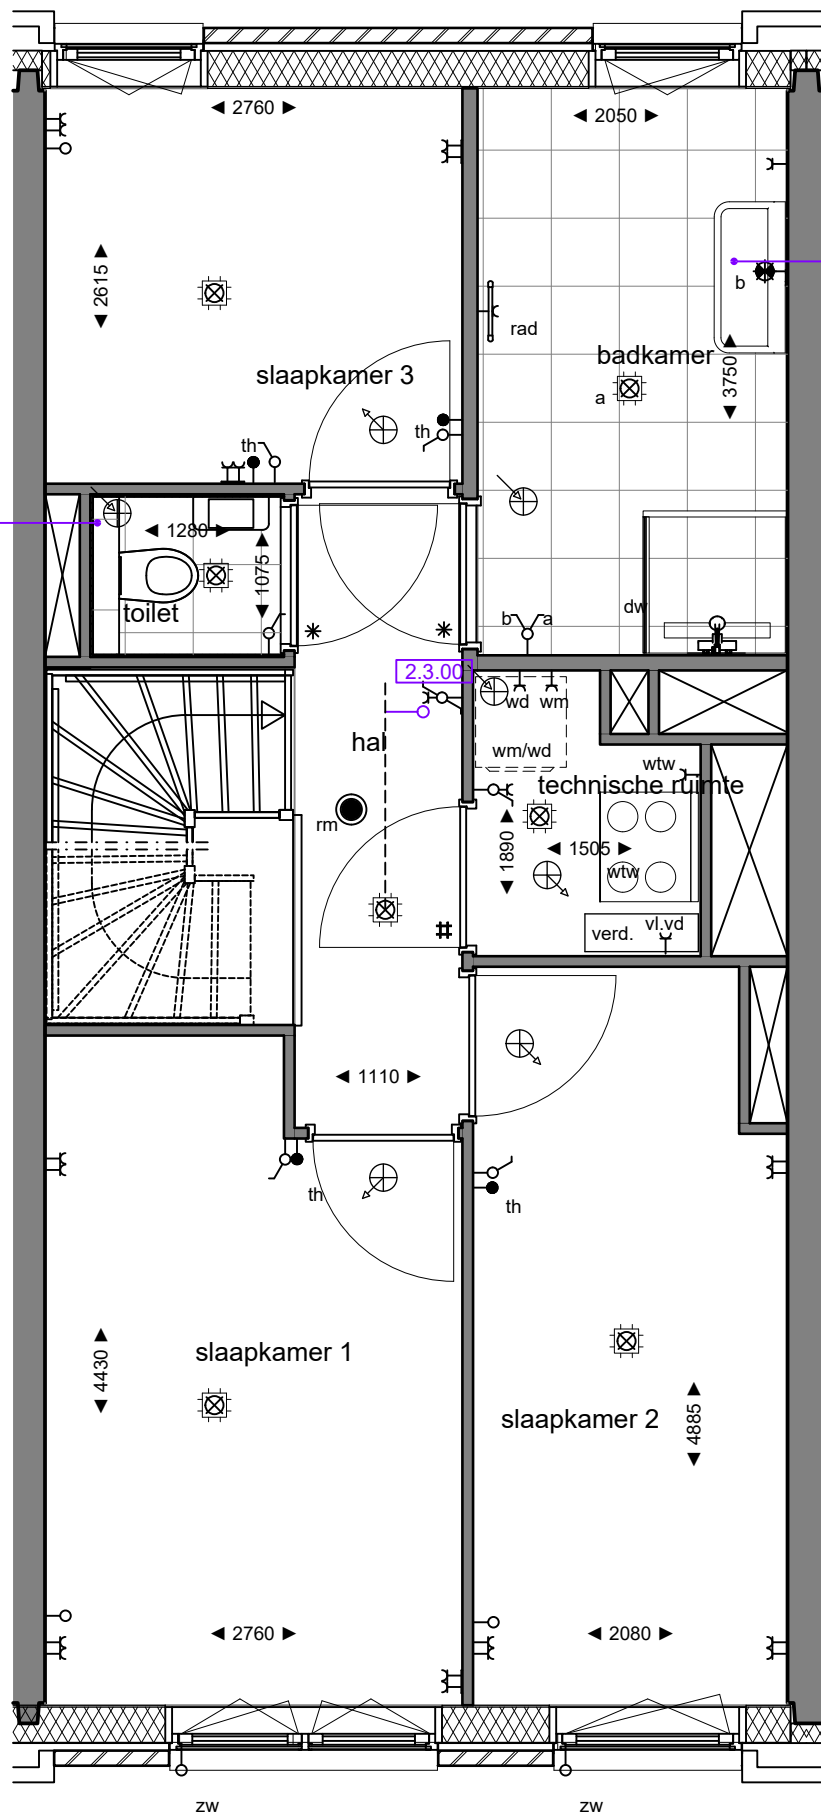 2760
2050
2615
b
rad
badkamer
3750
slaapkamer 3
a
th
th
1280
1075
toilet
dw
b a
2.3.00
wd wm
hal
wm/wd
wtw
technische ruimte
rm
1890
1505
wtw
verd.
vl.vd
1110
th
th
slaapkamer 1
4430
slaapkamer 2
4885
2760
2080
zw
zw